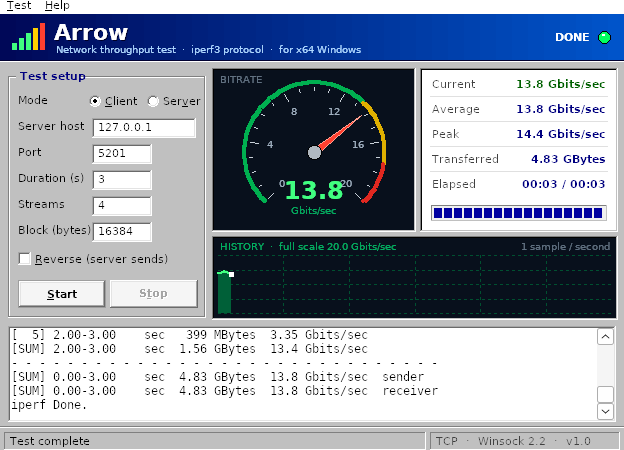 Test Help
Arrow
Network throughput test · iperf3 protocol · for x64 Windows
DONE
Test setup
Mode Client Server
Server host 127.0.0.1
Port 5201
Duration (s) 3
Streams 4
Block (bytes) 16384
Reverse (server sends)
Start Stop
BITRATE
0 4 8 12 16 20
13.8
Gbits/sec
Current 13.8 Gbits/sec
Average 13.8 Gbits/sec
Peak 14.4 Gbits/sec
Transferred 4.83 GBytes
Elapsed 00:03 / 00:03
HISTORY · full scale 20.0 Gbits/sec 1 sample / second
[  5] 2.00-3.00 sec 399 MBytes 3.35 Gbits/sec
[SUM] 2.00-3.00 sec 1.56 GBytes 13.4 Gbits/sec
- - - - - - - - - - - - - - - - - - - - - - - - - - - - - -
[SUM] 0.00-3.00 sec 4.83 GBytes 13.8 Gbits/sec sender
[SUM] 0.00-3.00 sec 4.83 GBytes 13.8 Gbits/sec receiver
iperf Done.
Test complete
TCP · Winsock 2.2 · v1.0